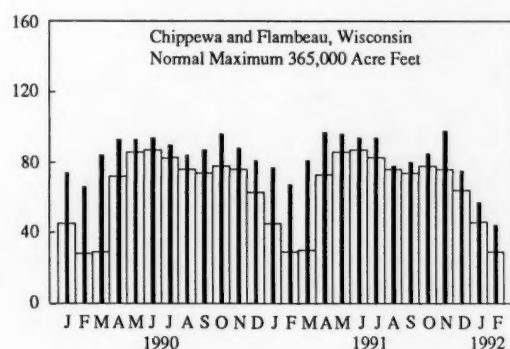 160
Chippewa and Flambeau, Wisconsin
Normal Maximum 365,000 Acre Feet
120
80
40
0
J F M A M J J A S O N D J F M A M J J A S O N D J F
1990 1991 1992